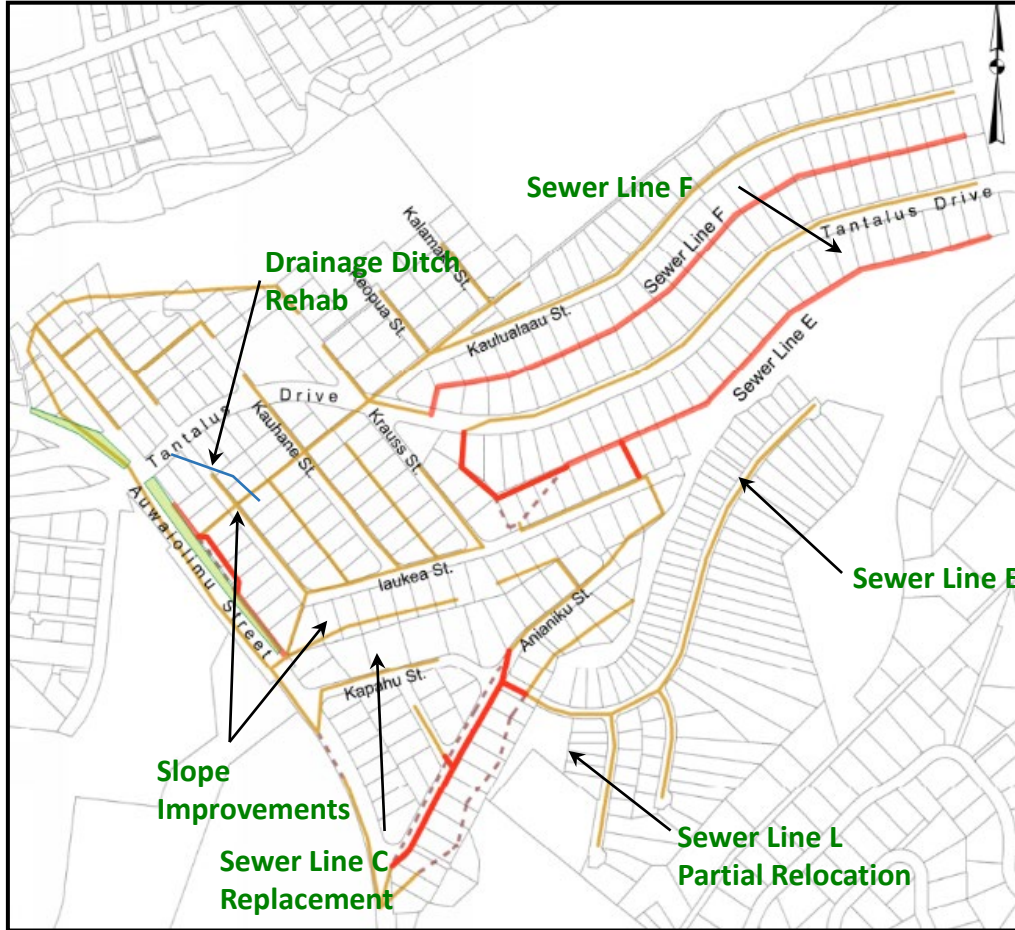 Sewer Line F
Drainage Ditch
Rehab
Keopua St.
Sewer Line F
Tantalus Drive
Kaulualaau St.
Sewer Line E
Tantalus Drive
Kauhane St.
Krauss St.
Auwaiolimu Street
Iaukea St.
Sewer Line E
Anianiku St.
Kapahu St.
Slope
Improvements
Sewer Line C
Replacement
Sewer Line L
Partial Relocation